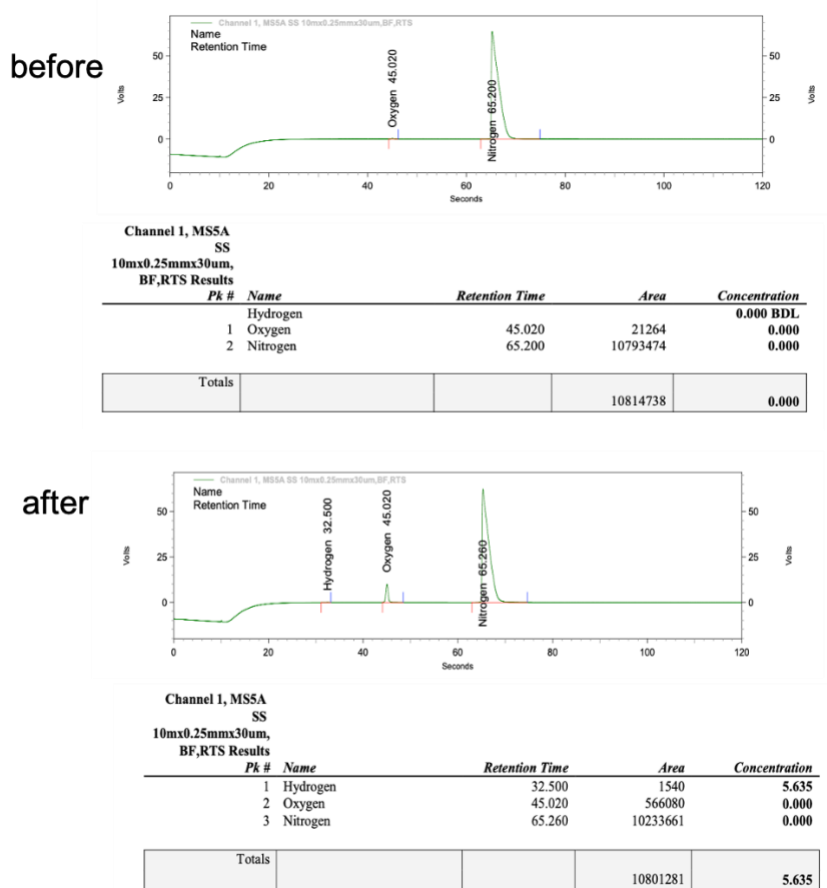 before
Channel 1, MS5A SS 10mx0.25mmx30um,BF,RTS
Name
Retention Time
Volts
50
25
0
Oxygen 45.020
Nitrogen 65.200
50
25
0
Volts
0 20 40 60 80 100 120
Seconds
Channel 1, MS5A
SS
10mx0.25mmx30um,
BF,RTS Results
Pk # Name Retention Time Area Concentration
Hydrogen 0.000 BDL
1 Oxygen 45.020 21264 0.000
2 Nitrogen 65.200 10793474 0.000
Totals
10814738 0.000
after
Channel 1, MS5A SS 10mx0.25mmx30um,BF,RTS
Name
Retention Time
Volts
50
25
0
Hydrogen 32.500
Oxygen 45.020
Nitrogen 65.260
50
25
0
Volts
0 20 40 60 80 100 120
Seconds
Channel 1, MS5A
SS
10mx0.25mmx30um,
BF,RTS Results
Pk # Name Retention Time Area Concentration
1 Hydrogen 32.500 1540 5.635
2 Oxygen 45.020 566080 0.000
3 Nitrogen 65.260 10233661 0.000
Totals
10801281 5.635